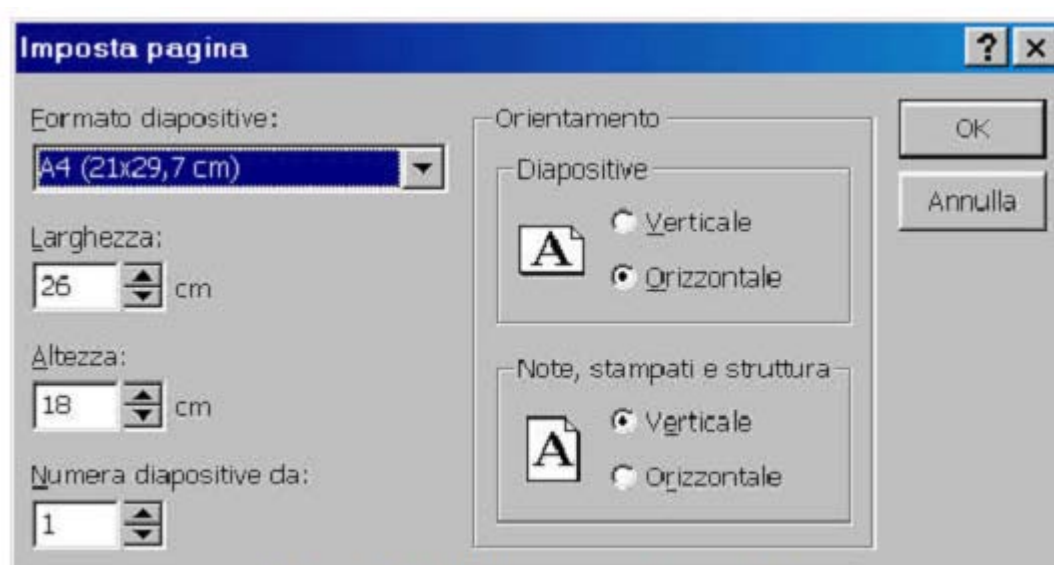 Imposta pagina
Formato diapositive:
A4 (21x29,7 cm)
Larghezza:
26 cm
Altezza:
18 cm
Numera diapositive da:
1
Orientamento
Diapositive
A
Verticale
Orizzontale
Note, stampati e struttura
A
Verticale
Orizzontale
OK
Annulla